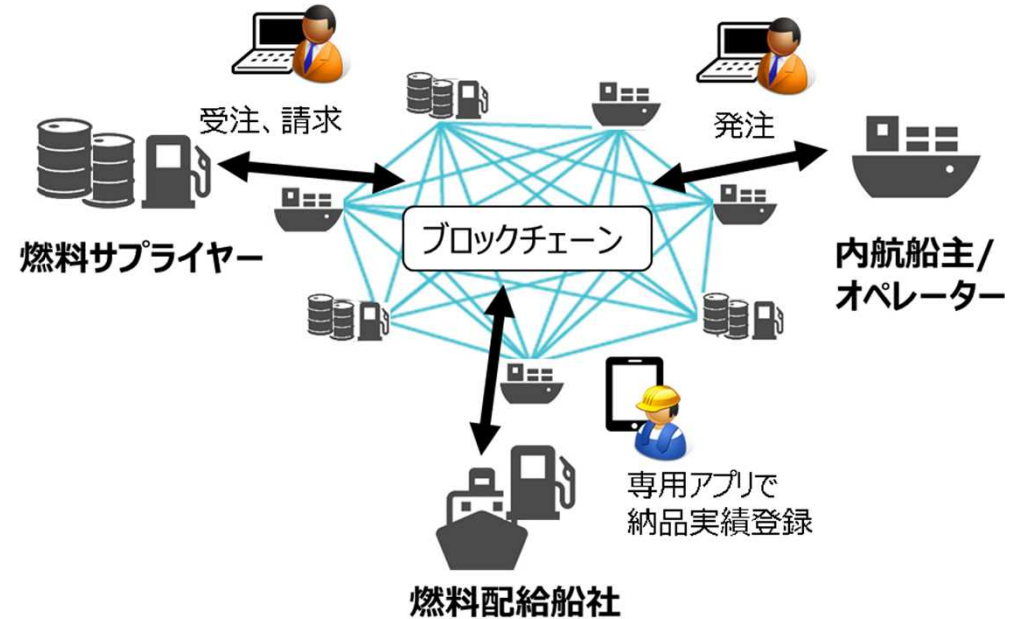 受注、請求
発注
燃料サプライヤー
ブロックチェーン
内航船主/
オペレーター
専用アプリで
納品実績登録
燃料配給船社